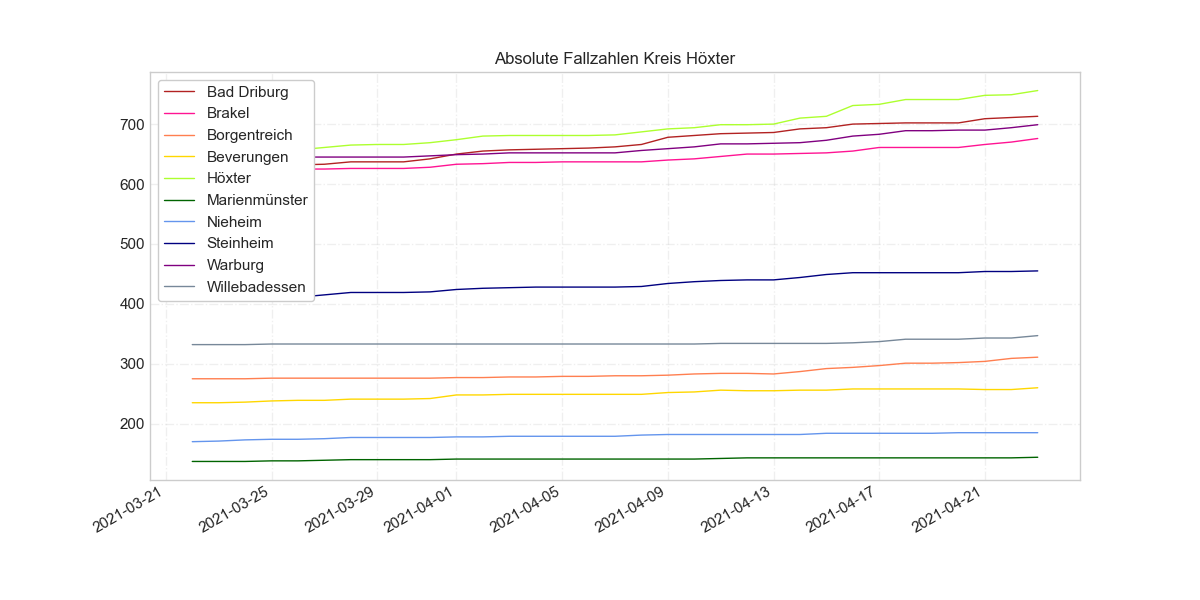 Absolute Fallzahlen Kreis Höxter
Bad Driburg
Brakel
Borgentreich
Beverungen
Höxter
Marienmünster
Nieheim
Steinheim
Warburg
Willebadessen
700
600
500
400
300
200
2021-03-21
2021-03-25
2021-03-29
2021-04-01
2021-04-05
2021-04-09
2021-04-13
2021-04-17
2021-04-21